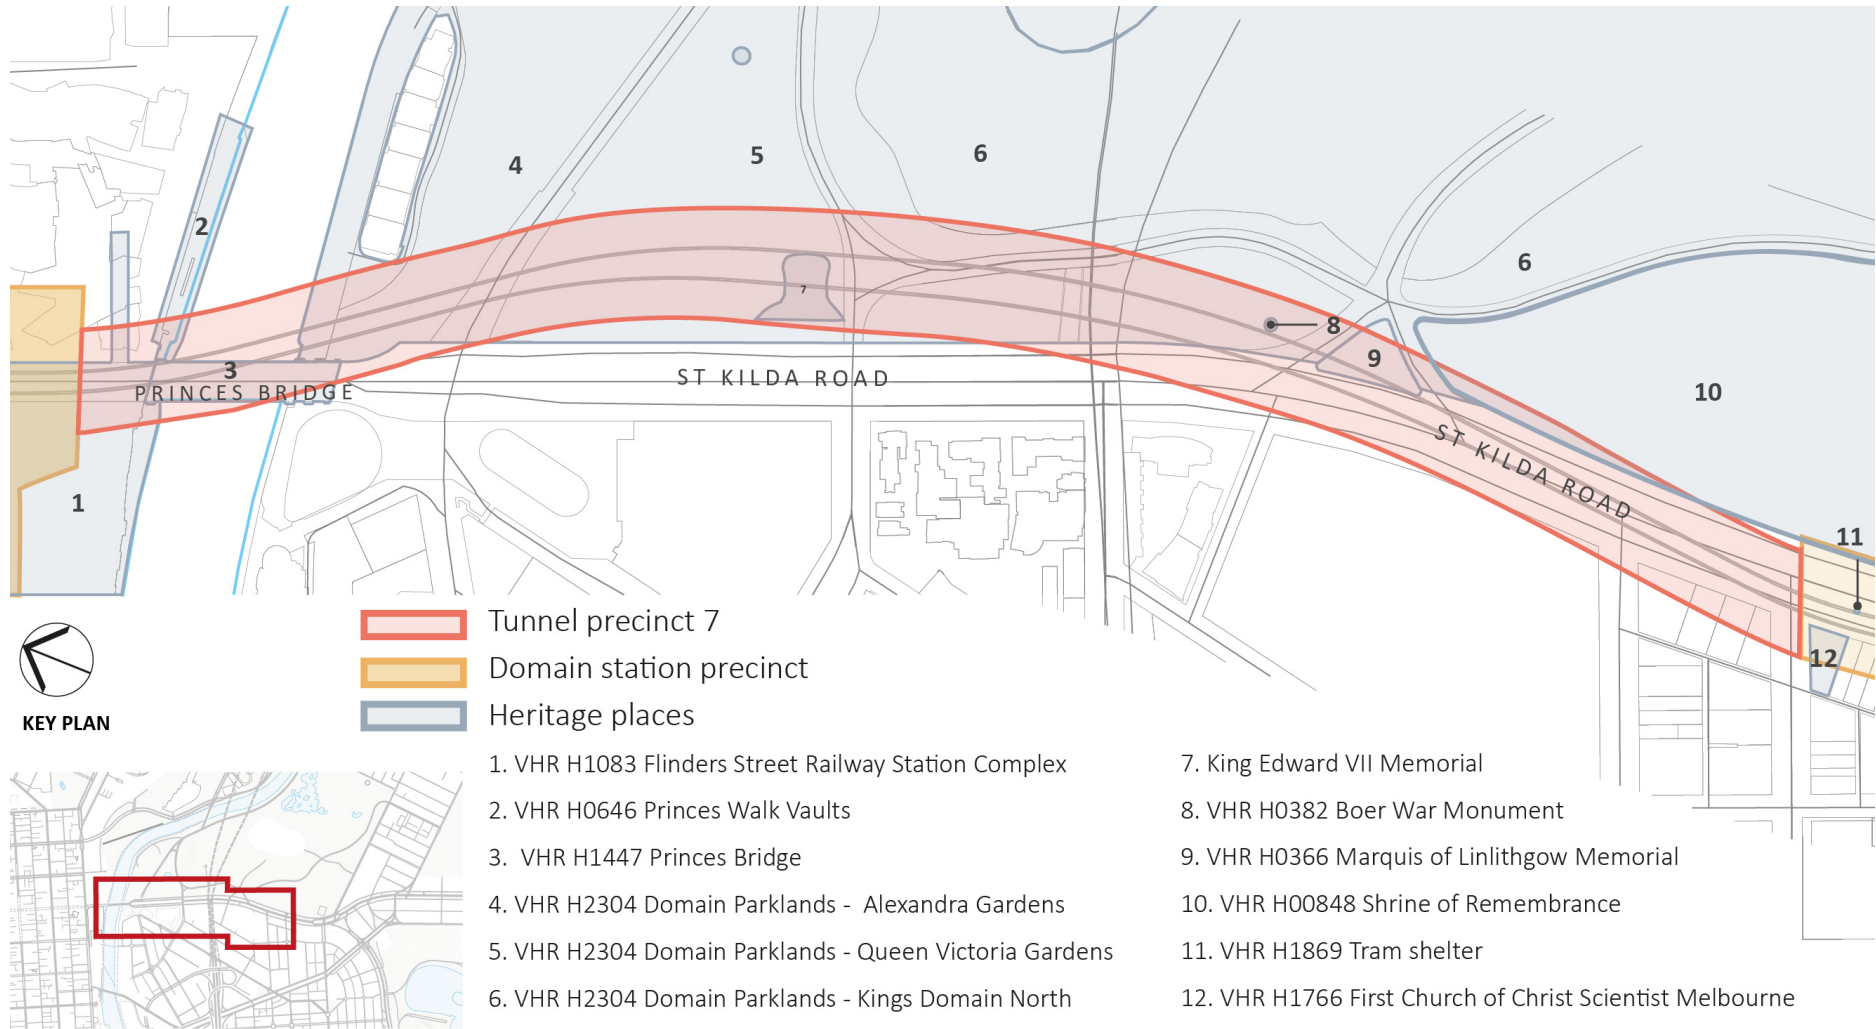 4
5
6
2
6
7
8
9
3
PRINCES BRIDGE
ST KILDA ROAD
10
ST KILDA ROAD
1
11
12
KEY PLAN
Tunnel precinct 7
Domain station precinct
Heritage places
1. VHR H1083 Flinders Street Railway Station Complex
2. VHR H0646 Princes Walk Vaults
3. VHR H1447 Princes Bridge
4. VHR H2304 Domain Parklands - Alexandra Gardens
5. VHR H2304 Domain Parklands - Queen Victoria Gardens
6. VHR H2304 Domain Parklands - Kings Domain North
7. King Edward VII Memorial
8. VHR H0382 Boer War Monument
9. VHR H0366 Marquis of Linlithgow Memorial
10. VHR H00848 Shrine of Remembrance
11. VHR H1869 Tram shelter
12. VHR H1766 First Church of Christ Scientist Melbourne